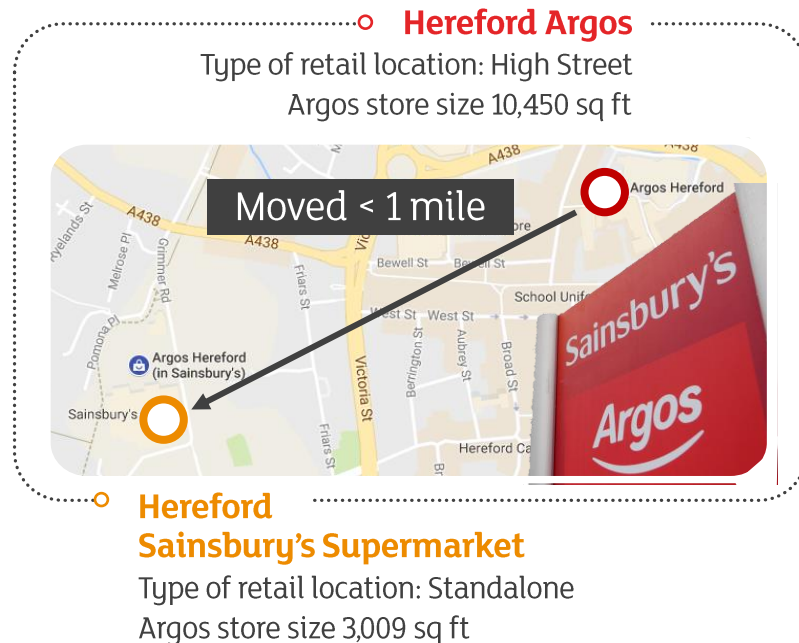 Hereford Argos
Type of retail location: High Street
Argos store size 10,450 sq ft
A438
A438
Argos Hereford
Moved < 1 mile
Ryelands St
A438
Melrose Pl
Grimmer Rd
A438
Bewell St
Bewell St
Friars St
School
West St
West St
Pomona Pl
Argos Hereford
(in Sainsbury's)
Berrington St
Aubrey St
Broad St
Victoria St
Sainsbury's
Friars St
Hereford
Sainsbury's
Argos
Hereford
Sainsbury's Supermarket
Type of retail location: Standalone
Argos store size 3,009 sq ft